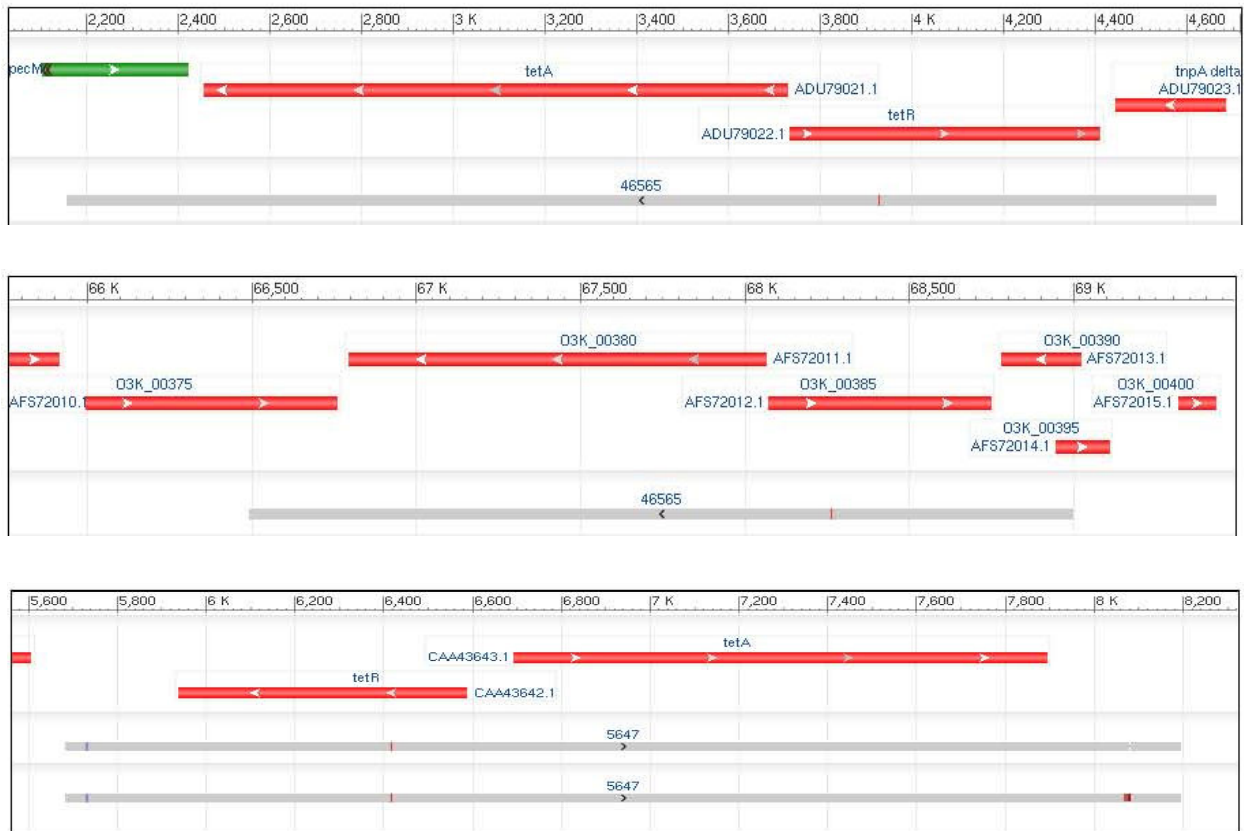 2,200 2,400 2,600 2,800 3 K 3,200 3,400 3,600 3,800 4 K 4,200 4,400 4,600
pecM tetA tnpA delta
ADU79021.1 ADU79023.1
tetR
ADU79022.1
46565
66 K 66,500 67 K 67,500 68 K 68,500 69 K
O3K_00380 O3K_00390
AFS72011.1 AFS72013.1
O3K_00375 O3K_00385 O3K_00400
AFS72010.1 AFS72012.1 AFS72015.1
O3K_00395
AFS72014.1
46565
5,600 5,800 6 K 6,200 6,400 6,600 6,800 7 K 7,200 7,400 7,600 7,800 8 K 8,200
tetA
CAA43643.1
tetR
CAA43642.1
5647
5647